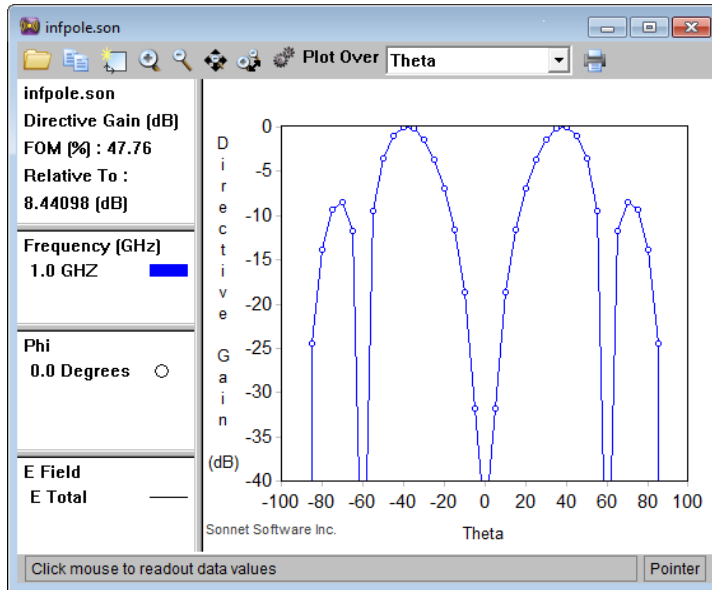 infpole.son
Plot Over Theta
infpole.son
Directive Gain (dB)
FOM (%) : 47.76
Relative To :
8.44098 (dB)
Frequency (GHz)
1.0 GHZ
Phi
0.0 Degrees
E Field
E Total
Directive Gain
(dB)
0
-5
-10
-15
-20
-25
-30
-35
-40
-100 -80 -60 -40 -20 0 20 40 60 80 100
Sonnet Software Inc.
Theta
Click mouse to readout data values
Pointer